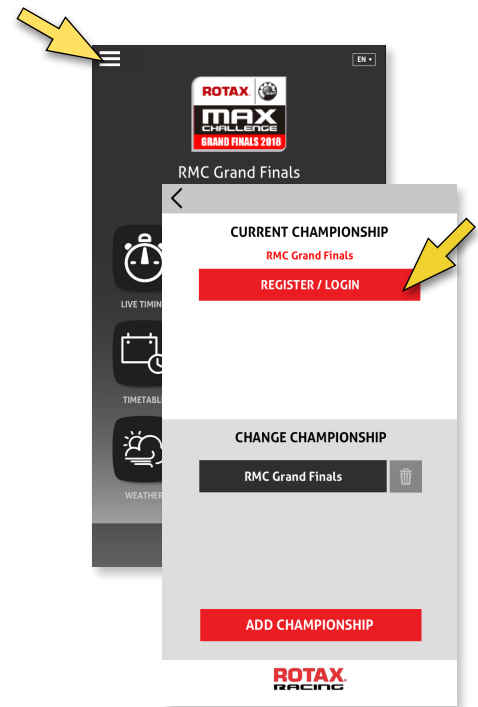 EN
ROTAX
MAX
CHALLENGE
GRAND FINALS 2018
RMC Grand Finals
LIVE TIMIN
TIMETABL
WEATHER
CURRENT CHAMPIONSHIP
RMC Grand Finals
REGISTER / LOGIN
CHANGE CHAMPIONSHIP
RMC Grand Finals
ADD CHAMPIONSHIP
ROTAX
RACING